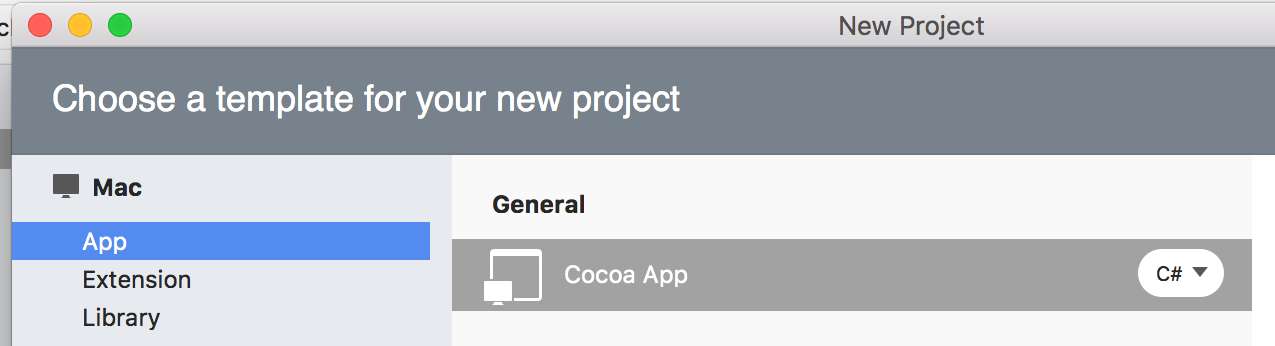 New Project
Choose a template for your new project
Mac
App
Extension
Library
General
Cocoa App
C#